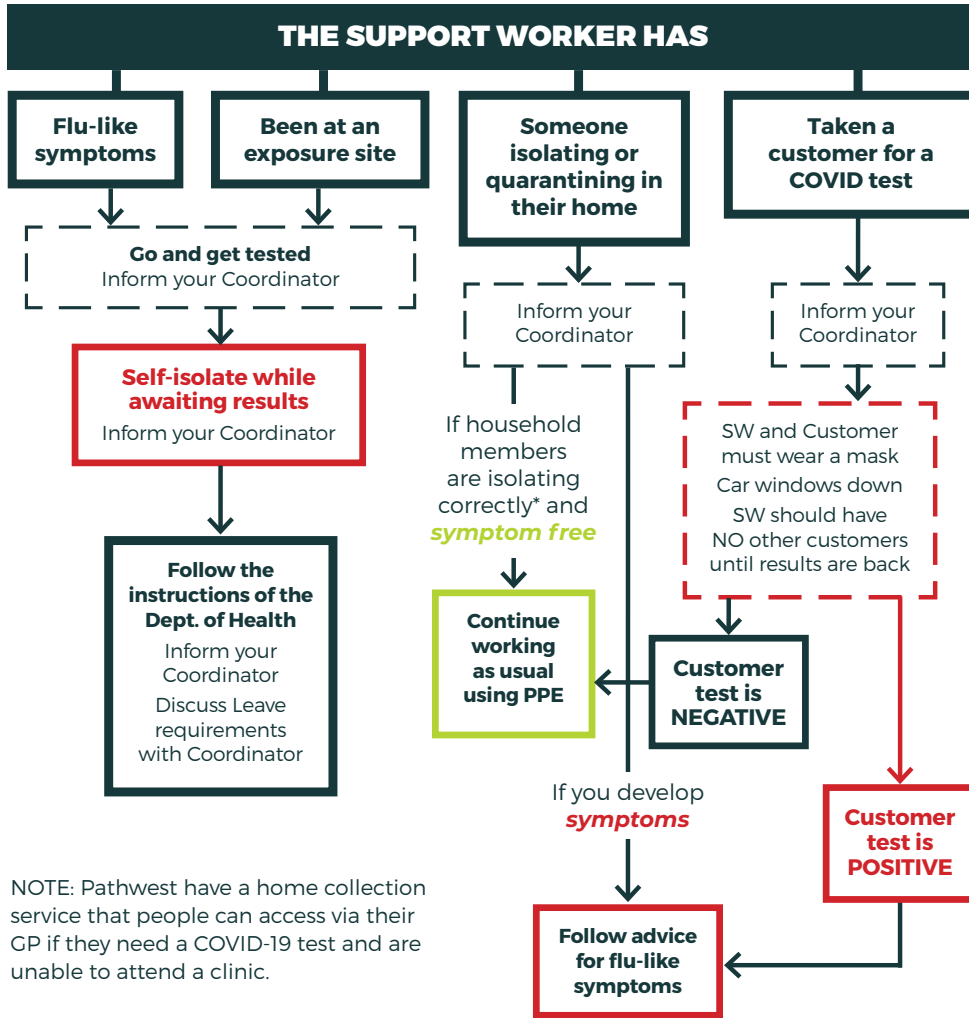 THE SUPPORT WORKER HAS
Flu-like
symptoms
Been at an
exposure site
Someone
isolating or
quarantining in
their home
Taken a
customer for a
COVID test
Go and get tested
Inform your Coordinator
Inform your
Coordinator
Inform your
Coordinator
Self-isolate while
awaiting results
Inform your Coordinator
If household
members
are isolating
correctly* and
symptom free
SW and Customer
must wear a mask
Car windows down
SW should have
NO other customers
until results are back
Follow the
instructions of the
Dept. of Health
Inform your
Coordinator
Discuss Leave
requirements
with Coordinator
Continue
working
as usual
using PPE
Customer
test is
NEGATIVE
If you develop
symptoms
Customer
test is
POSITIVE
NOTE: Pathwest have a home collection
service that people can access via their
GP if they need a COVID-19 test and are
unable to attend a clinic.
Follow advice
for flu-like
symptoms